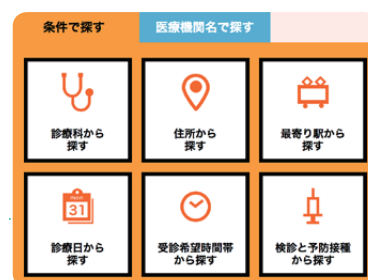 条件で探す
医療機関名で探す
診療科から
探す
住所から
探す
最寄り駅から
探す
31
診療日から
探す
受診希望時間帯
から探す
検診と予防接種
から探す